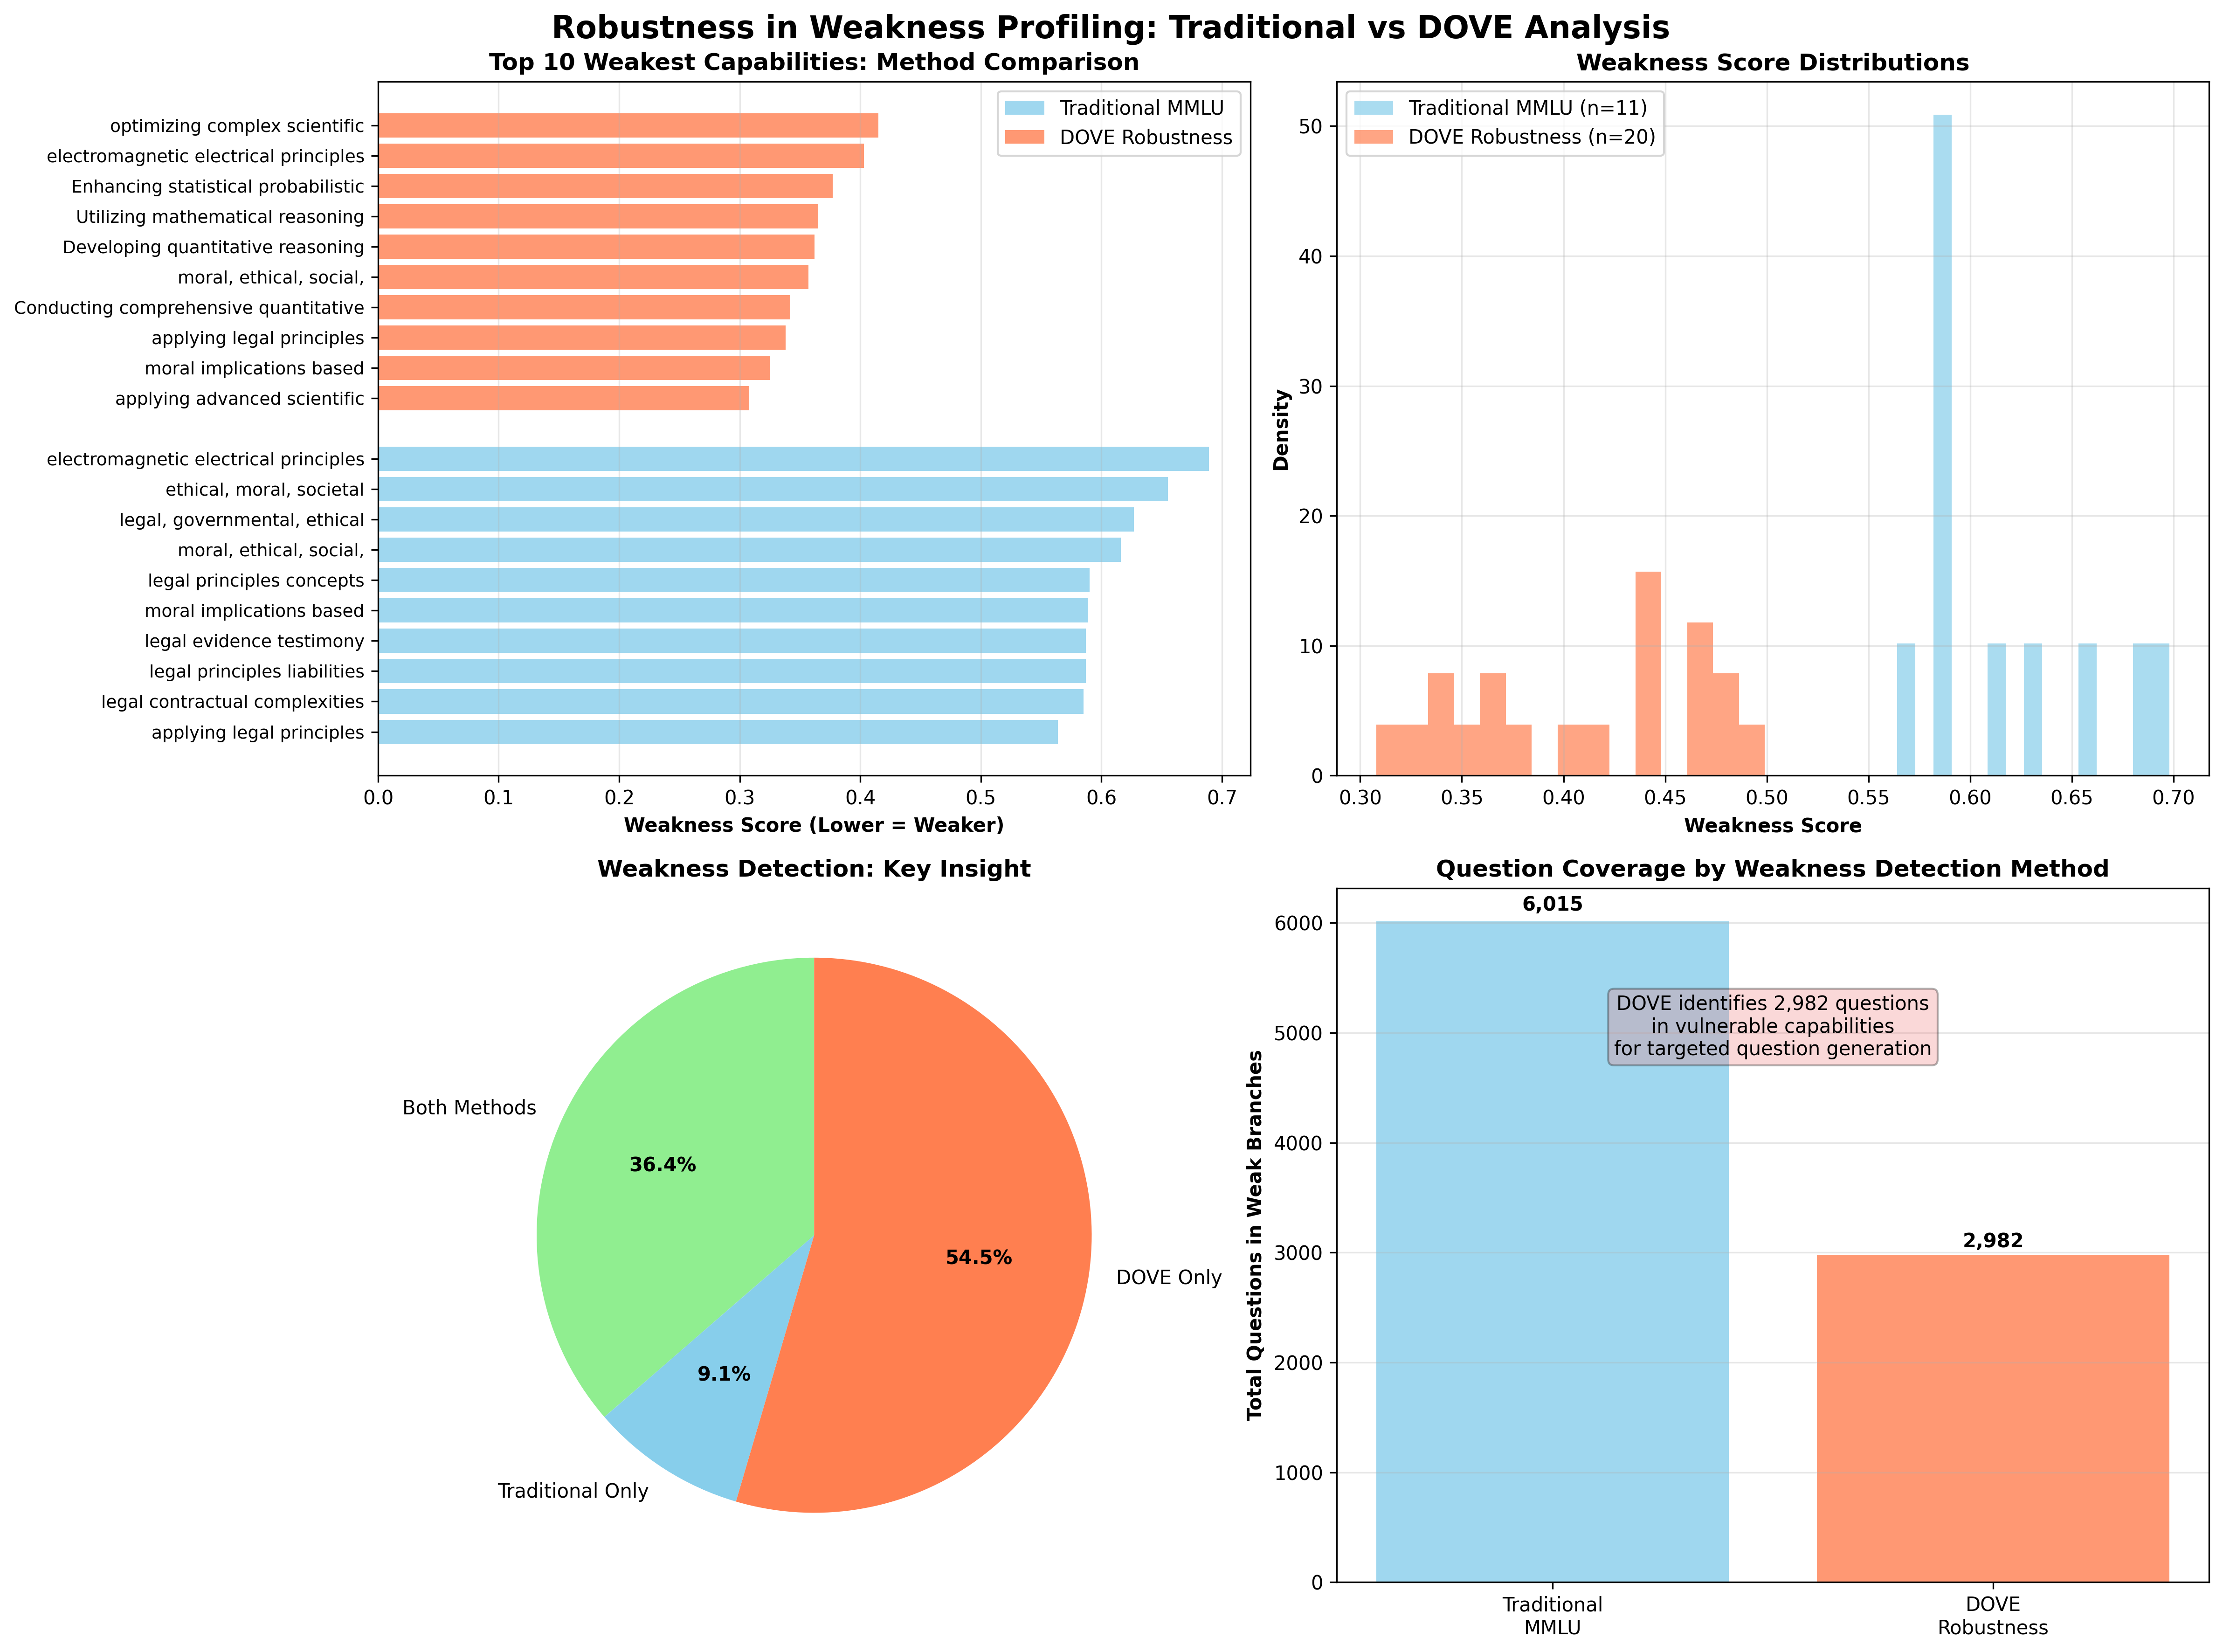 Robustness in Weakness Profiling: Traditional vs DOVE Analysis
Top 10 Weakest Capabilities: Method Comparison
Traditional MMLU
DOVE Robustness
optimizing complex scientific
electromagnetic electrical principles
Enhancing statistical probabilistic
Utilizing mathematical reasoning
Developing quantitative reasoning
moral, ethical, social,
Conducting comprehensive quantitative
applying legal principles
moral implications based
applying advanced scientific
electromagnetic electrical principles
ethical, moral, societal
legal, governmental, ethical
moral, ethical, social,
legal principles concepts
moral implications based
legal evidence testimony
legal principles liabilities
legal contractual complexities
applying legal principles
0.0 0.1 0.2 0.3 0.4 0.5 0.6 0.7
Weakness Score (Lower = Weaker)
Weakness Score Distributions
Traditional MMLU (n=11)
DOVE Robustness (n=20)
Density
50
40
30
20
10
0
0.30 0.35 0.40 0.45 0.50 0.55 0.60 0.65 0.70
Weakness Score
Weakness Detection: Key Insight
Both Methods
36.4%
54.5%
DOVE Only
9.1%
Traditional Only
Question Coverage by Weakness Detection Method
Total Questions in Weak Branches
6000
5000
4000
3000
2000
1000
0
6,015
DOVE identifies 2,982 questions
in vulnerable capabilities
for targeted question generation
2,982
Traditional
MMLU
DOVE
Robustness